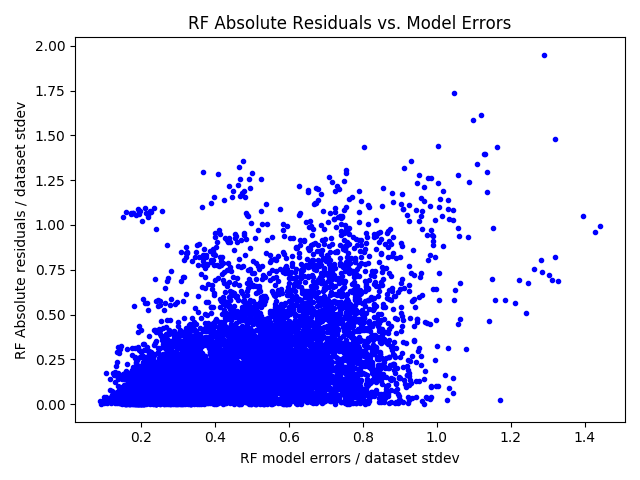 RF Absolute Residuals vs. Model Errors
RF Absolute residuals / dataset stdev
2.00
1.75
1.50
1.25
1.00
0.75
0.50
0.25
0.00
0.2 0.4 0.6 0.8 1.0 1.2 1.4
RF model errors / dataset stdev